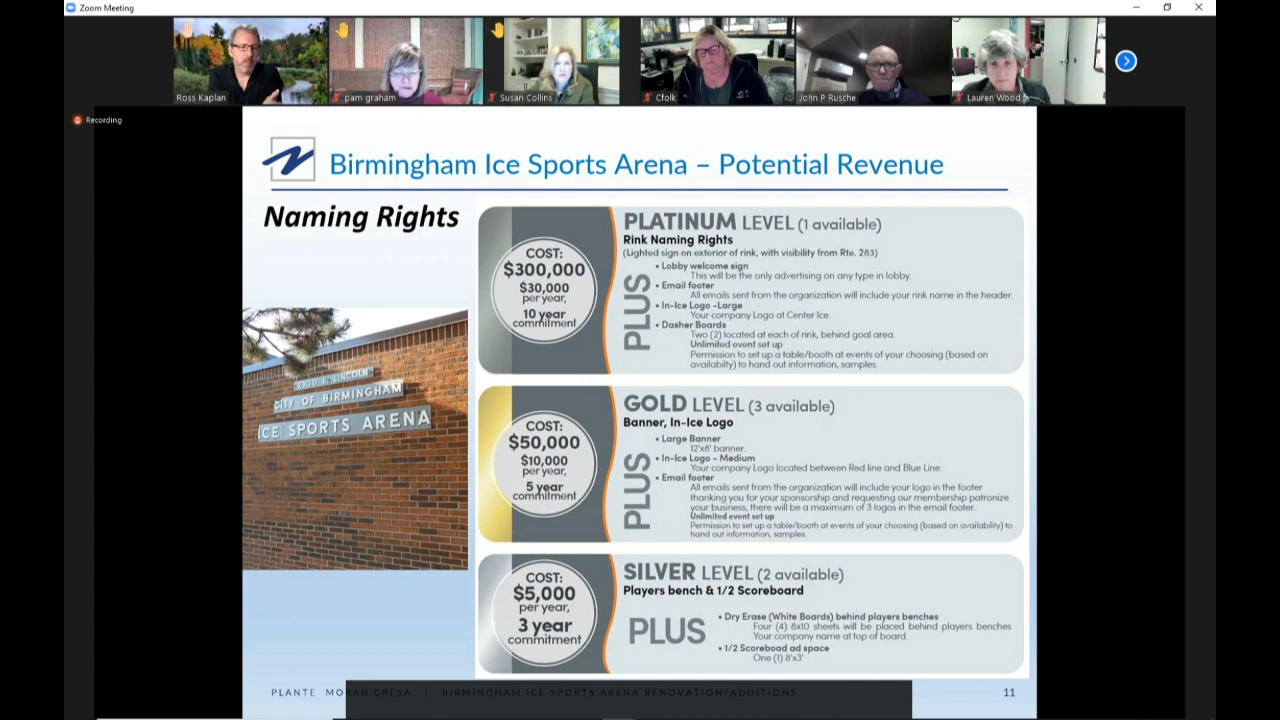 Zoom Meeting
Ross Kaplan
pam graham
Susan Collins
Cfolk
John P Rusche
Lauren Wood
Recording
Birmingham Ice Sports Arena – Potential Revenue
Naming Rights
2300 E. LINCOLN
CITY OF BIRMINGHAM
ICE SPORTS ARENA
COST:
$300,000
$30,000
per year,
10 year
commitment
PLATINUM LEVEL (1 available)
Rink Naming Rights
(Lighted sign on exterior of rink, with visibility from Rte. 283)
PLUS
• Lobby welcome sign
This will be the only advertising on any type in lobby.
• Email footer
All emails sent from the organization will include your rink name in the header.
• In-Ice Logo -Large
Your company Logo at Center Ice.
• Dasher Boards
Two (2) located at each of rink, behind goal area.
Unlimited event set up
Permission to set up a table/booth at events of your choosing (based on
availabilty) to hand out information, samples.
COST:
$50,000
$10,000
per year,
5 year
commitment
GOLD LEVEL (3 available)
Banner, In-Ice Logo
PLUS
• Large Banner
12'x8' banner.
• In-Ice Logo - Medium
Your company Logo located between Red line and Blue Line.
• Email footer
All emails sent from the organization will include your logo in the footer
thanking you for your sponsorship and requesting our membership patronize
your business, there will be a maximum of 3 logos in the email footer.
Unlimited event set up
Permission to set up a table/booth at events of your choosing (based on availability) to
hand out information, samples.
COST:
$5,000
per year,
3 year
commitment
SILVER LEVEL (2 available)
Players bench & 1/2 Scoreboard
PLUS
• Dry Erase (White Boards) behind players benches
Four (4) 8x10 sheets will be placed behind players benches
Your company name at top of board.
• 1/2 Scoreboad ad space
One (1) 8'x3'
PLANTE MORAN CRESA | BIRMINGHAM ICE SPORTS ARENA RENOVATION/ADDITIONS
11